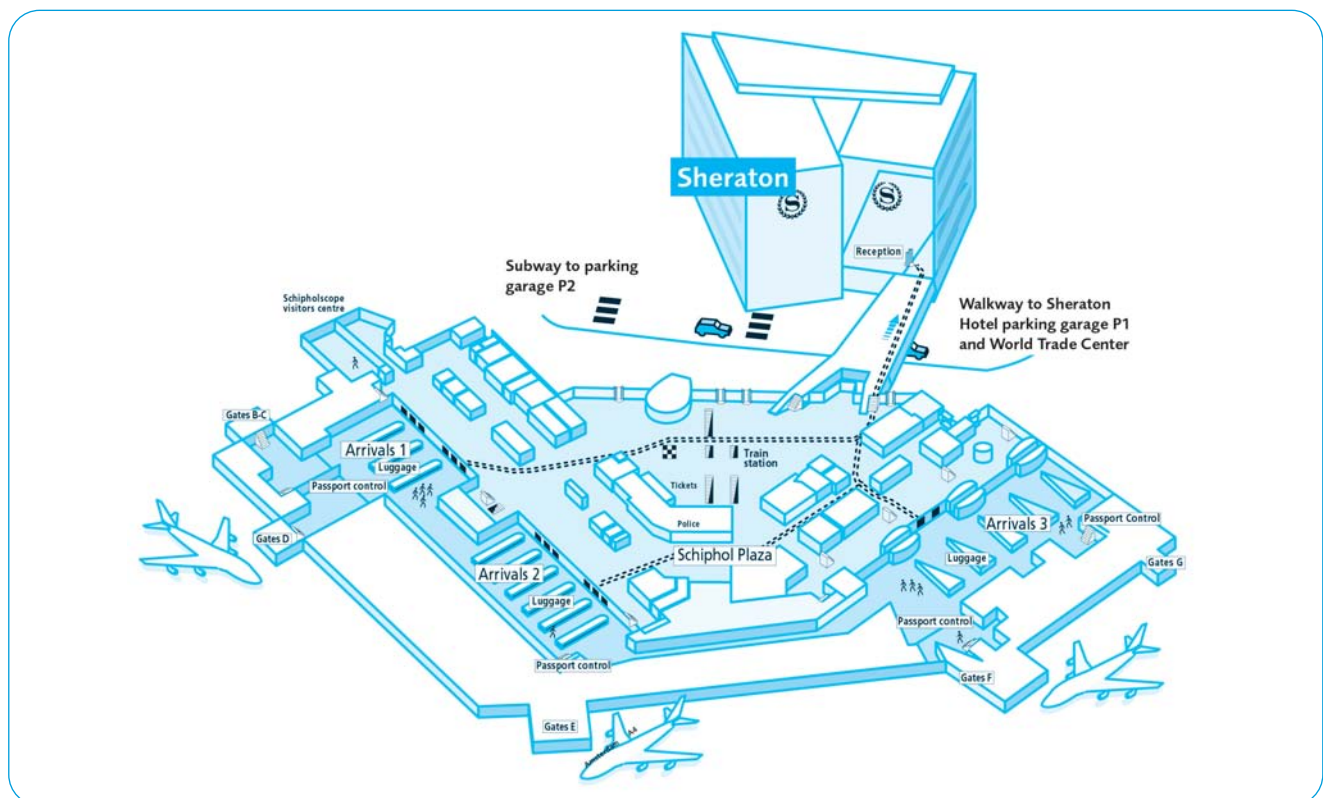 Sheraton
S
S
Reception
Subway to parking
garage P2
Walkway to Sheraton
Hotel parking garage P1
and World Trade Center
Schipholscope
visitors centre
Gates B-C
Arrivals 1
Luggage
Passport control
Gates D
Train
station
Tickets
Police
Schiphol Plaza
Arrivals 2
Luggage
Passport control
Arrivals 3
Passport Control
Luggage
Gates G
Passport control
Gates F
Gates E